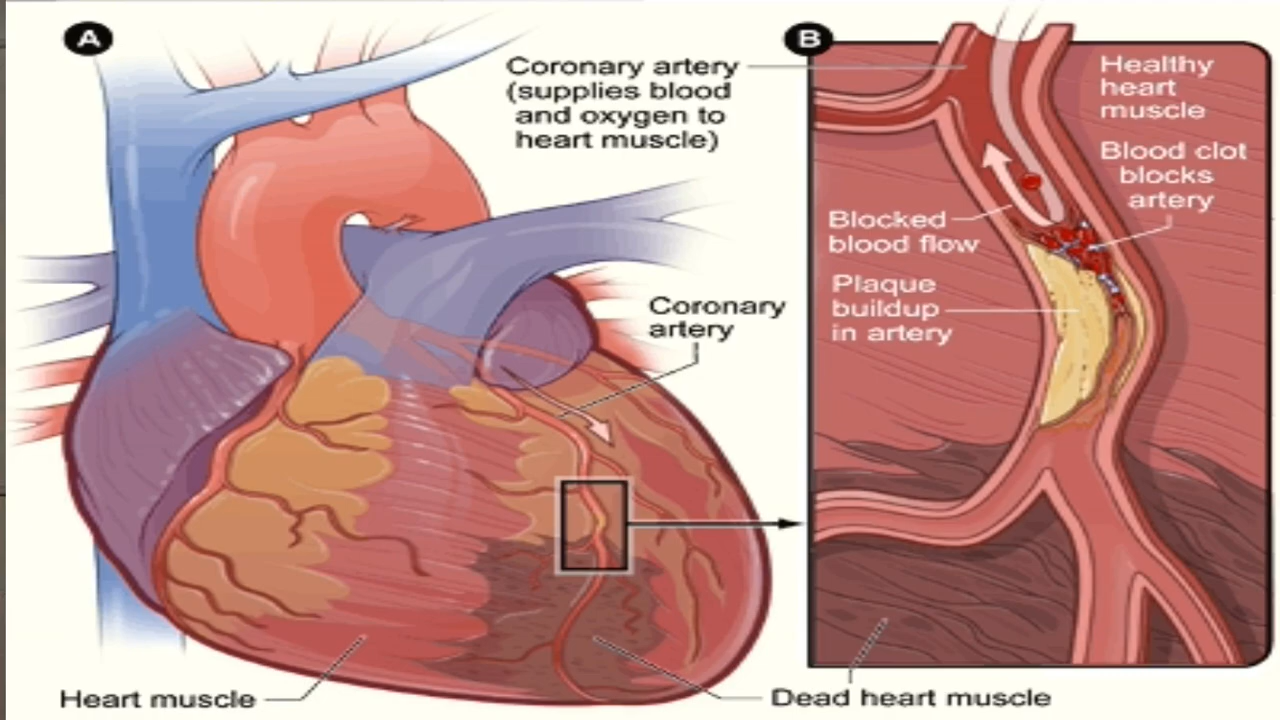 A
Coronary artery
(supplies blood
and oxygen to
heart muscle)
Coronary
artery
Heart muscle
Dead heart muscle
B
Healthy
heart
muscle
Blood clot
blocks
artery
Blocked
blood flow
Plaque
buildup
in artery